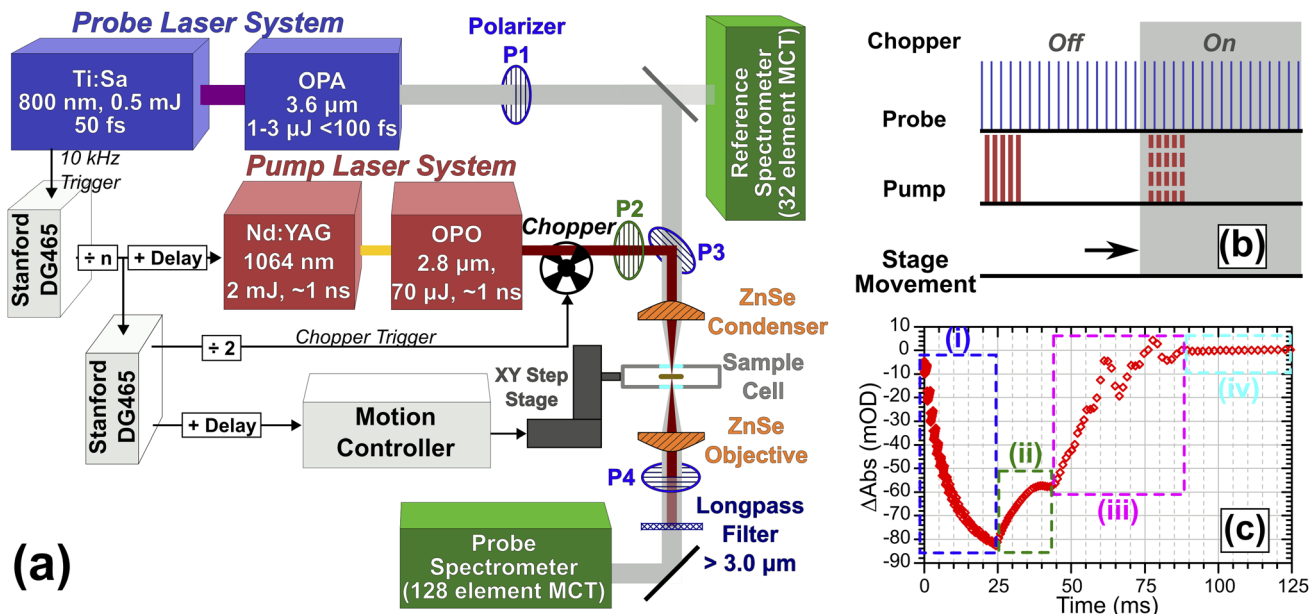 Probe Laser System
Ti:Sa
800 nm, 0.5 mJ
50 fs
OPA
3.6 µm
1-3 µJ <100 fs
Polarizer
P1
Reference
Spectrometer
(32 element MCT)
10 kHz
Trigger
Pump Laser System
Stanford
DG465
÷ n
+ Delay
Nd:YAG
1064 nm
2 mJ, ~1 ns
OPO
2.8 µm,
70 µJ, ~1 ns
Chopper
P2
P3
ZnSe
Condenser
Stanford
DG465
÷ 2
Chopper Trigger
XY Step
Stage
Sample
Cell
+ Delay
Motion
Controller
ZnSe
Objective
P4
Longpass
Filter
> 3.0 µm
Probe
Spectrometer
(128 element MCT)
(a)
Chopper
Off
On
Probe
Pump
Stage
Movement
(b)
ΔAbs (mOD)
10
0
-10
-20
-30
-40
-50
-60
-70
-80
-90
(i)
(ii)
(iii)
(iv)
(c)
0
25
50
75
100
125
Time (ms)